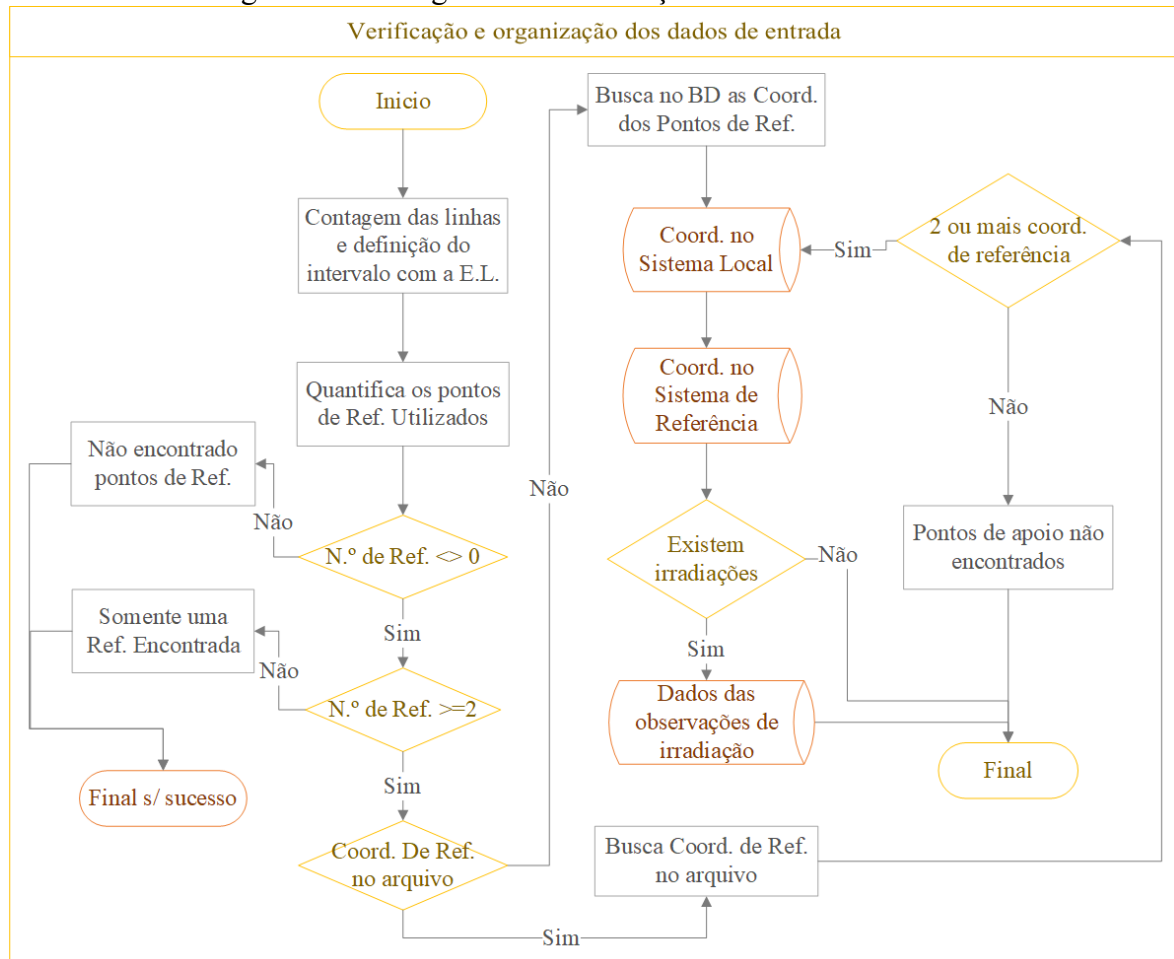 Verificação e organização dos dados de entrada
Inicio
Contagem das linhas
e definição do
intervalo com a E.L.
Quantifica os pontos
de Ref. Utilizados
Não encontrado
pontos de Ref.
Não
N.º de Ref. <> 0
Sim
Somente uma
Ref. Encontrada
Não
N.º de Ref. >=2
Sim
Final s/ sucesso
Coord. De Ref.
no arquivo
Não
Sim
Busca no BD as Coord.
dos Pontos de Ref.
Coord. no
Sistema Local
Sim
2 ou mais coord.
de referência
Coord. no
Sistema de
Referência
Não
Existem
irradiações
Não
Pontos de apoio não
encontrados
Sim
Dados das
observações de
irradiação
Final
Busca Coord. de Ref.
no arquivo